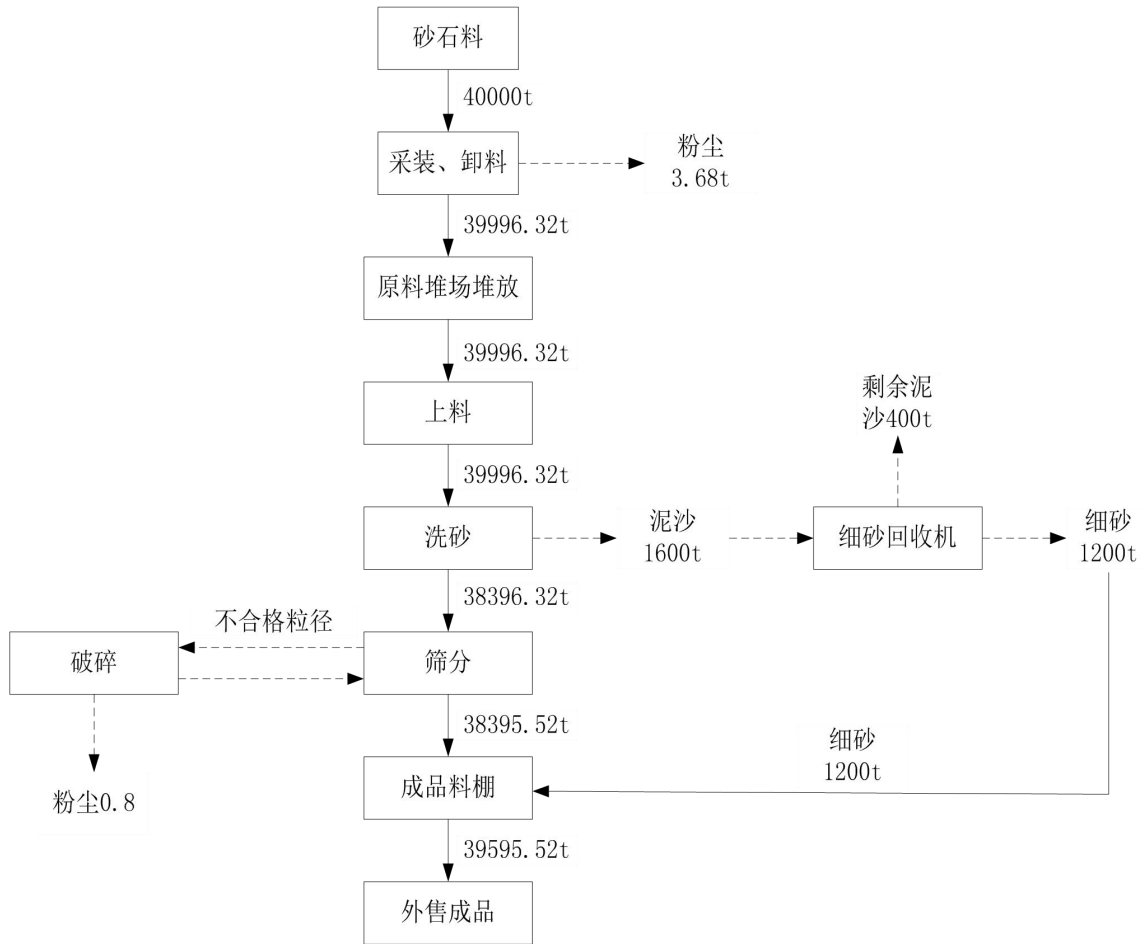 砂石料
40000t
采装、卸料
粉尘
3.68t
39996.32t
原料堆场堆放
39996.32t
上料
剩余泥
沙400t
39996.32t
洗砂
泥沙
1600t
细砂回收机
细砂
1200t
38396.32t
不合格粒径
破碎
筛分
38395.52t
细砂
1200t
粉尘0.8
成品料棚
39595.52t
外售成品